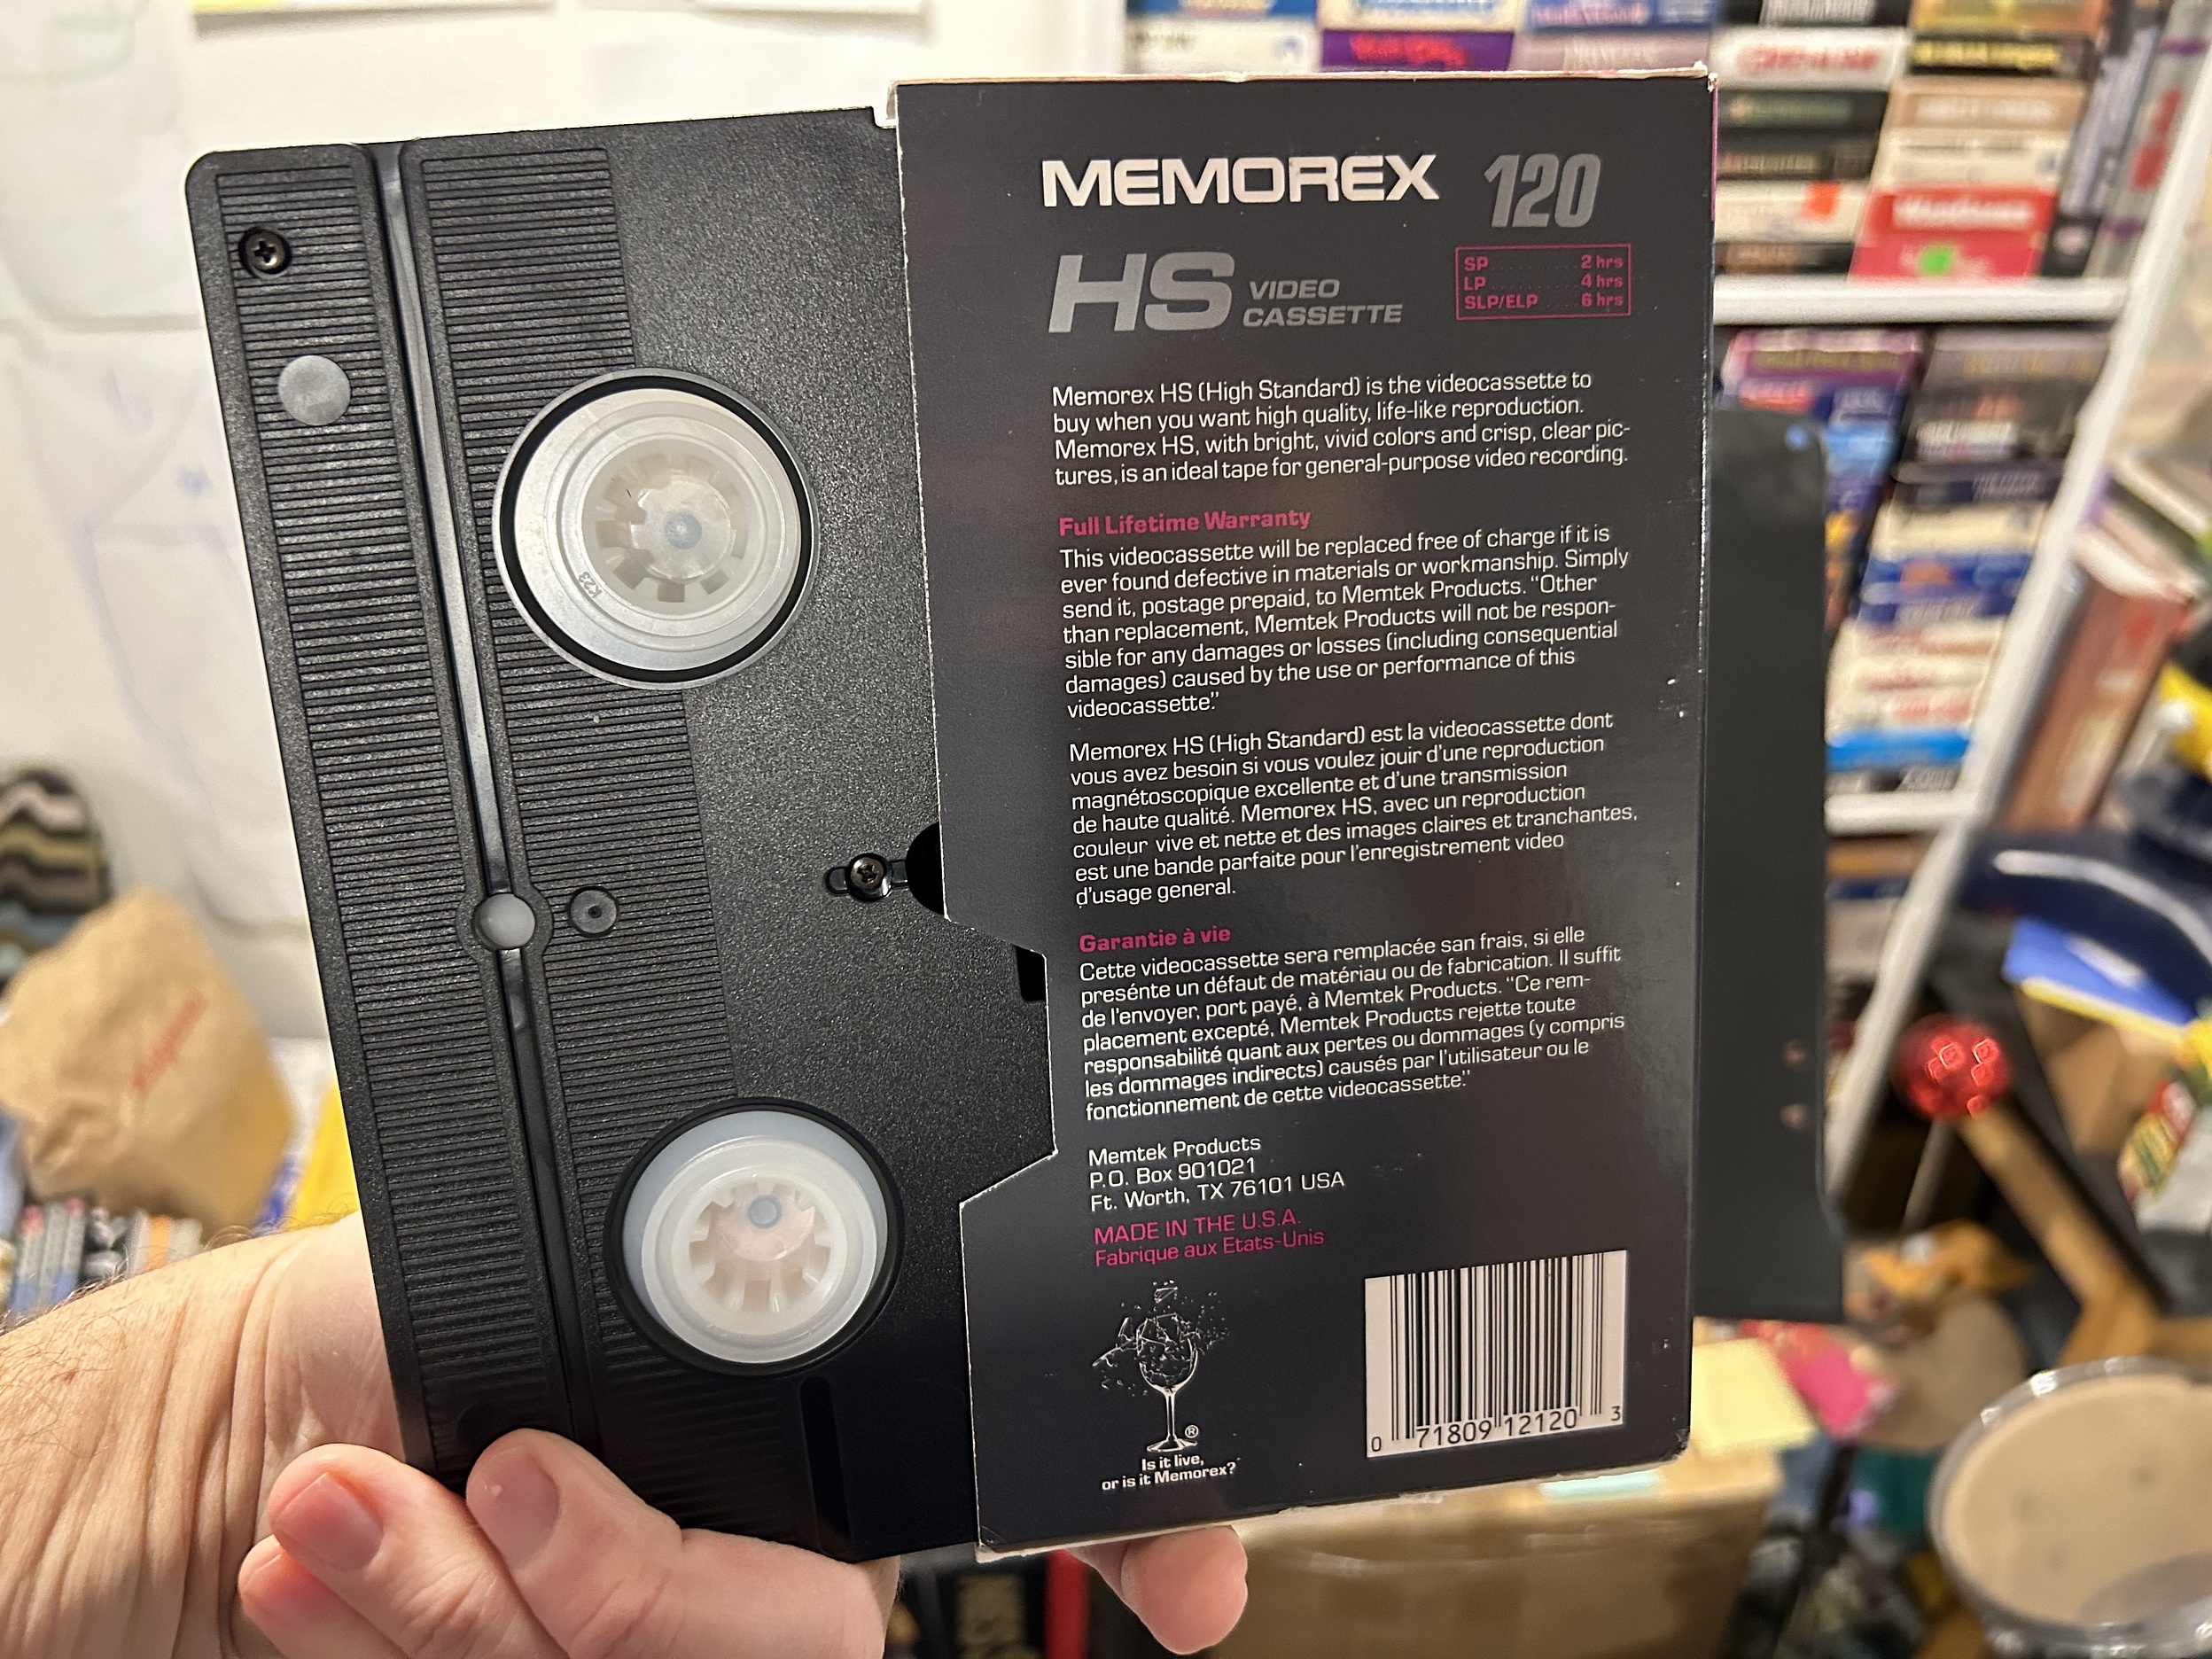 MEMOREX 120
HS VIDEO
CASSETTE
SP ........ 2 hrs
LP ........ 4 hrs
SLP/ELP .... 6 hrs
Memorex HS (High Standard) is the videocassette to
buy when you want high quality, life-like reproduction.
Memorex HS, with bright, vivid colors and crisp, clear pic-
tures, is an ideal tape for general-purpose video recording.
Full Lifetime Warranty
This videocassette will be replaced free of charge if it is
ever found defective in materials or workmanship. Simply
send it, postage prepaid, to Memtek Products. “Other
than replacement, Memtek Products will not be respon-
sible for any damages or losses (including consequential
damages) caused by the use or performance of this
videocassette.”
Memorex HS (High Standard) est la videocassette dont
vous avez besoin si vous voulez jouir d'une reproduction
magnétoscopique excellente et d'une transmission
de haute qualité. Memorex HS, avec un reproduction
couleur vive et nette et des images claires et tranchantes,
est une bande parfaite pour l'enregistrement video
d'usage general.
Garantie à vie
Cette videocassette sera remplacée san frais, si elle
presénte un défaut de matériau ou de fabrication. Il suffit
de l'envoyer, port payé, à Memtek Products. “Ce rem-
placement excepté, Memtek Products rejette toute
responsabilité quant aux pertes ou dommages (y compris
les dommages indirects) causés par l'utilisateur ou le
fonctionnement de cette videocassette.”
Memtek Products
P.O. Box 901021
Ft. Worth, TX 76101 USA
MADE IN THE U.S.A.
Fabrique aux Etats-Unis
®
Is it live,
or is it Memorex?
0 71809 12120 3
K23